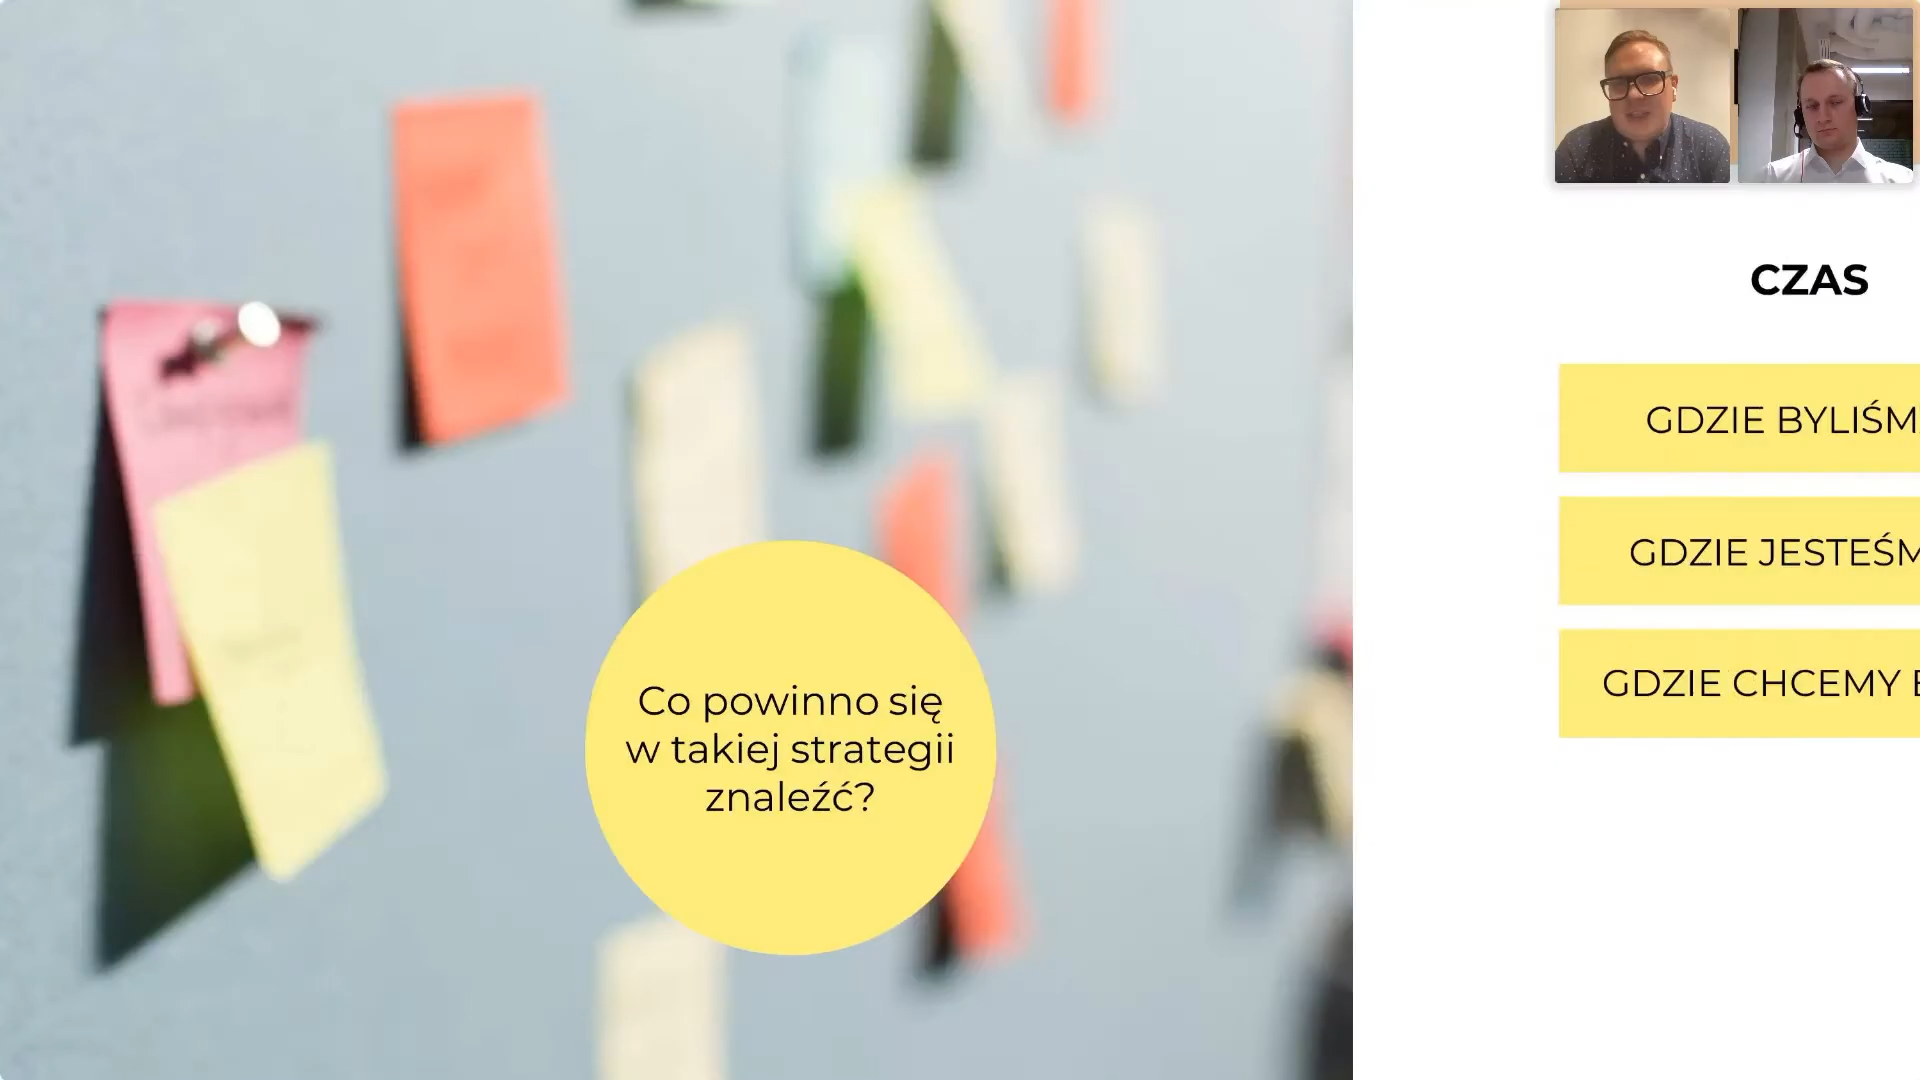 Co powinno się
w takiej strategii
znaleźć?
CZAS
GDZIE BYLIŚM
GDZIE JESTEŚM
GDZIE CHCEMY